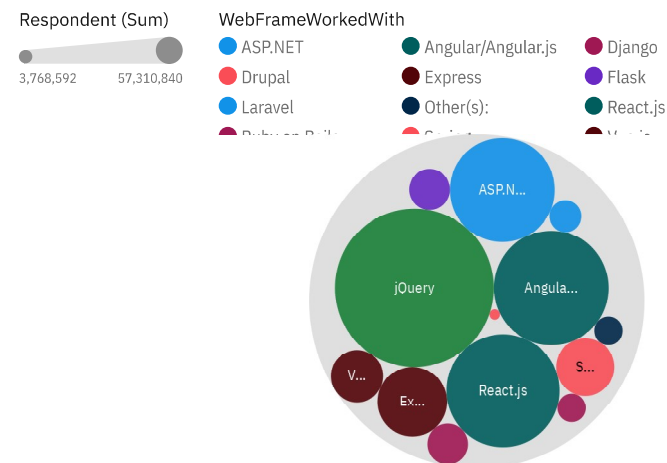 Respondent (Sum)
3,768,592 57,310,840
WebFrameWorkedWith
ASP.NET Angular/Angular.js Django
Drupal Express Flask
Laravel Other(s): React.js
ASP.N...
jQuery
Angula...
V...
Ex...
React.js
S...